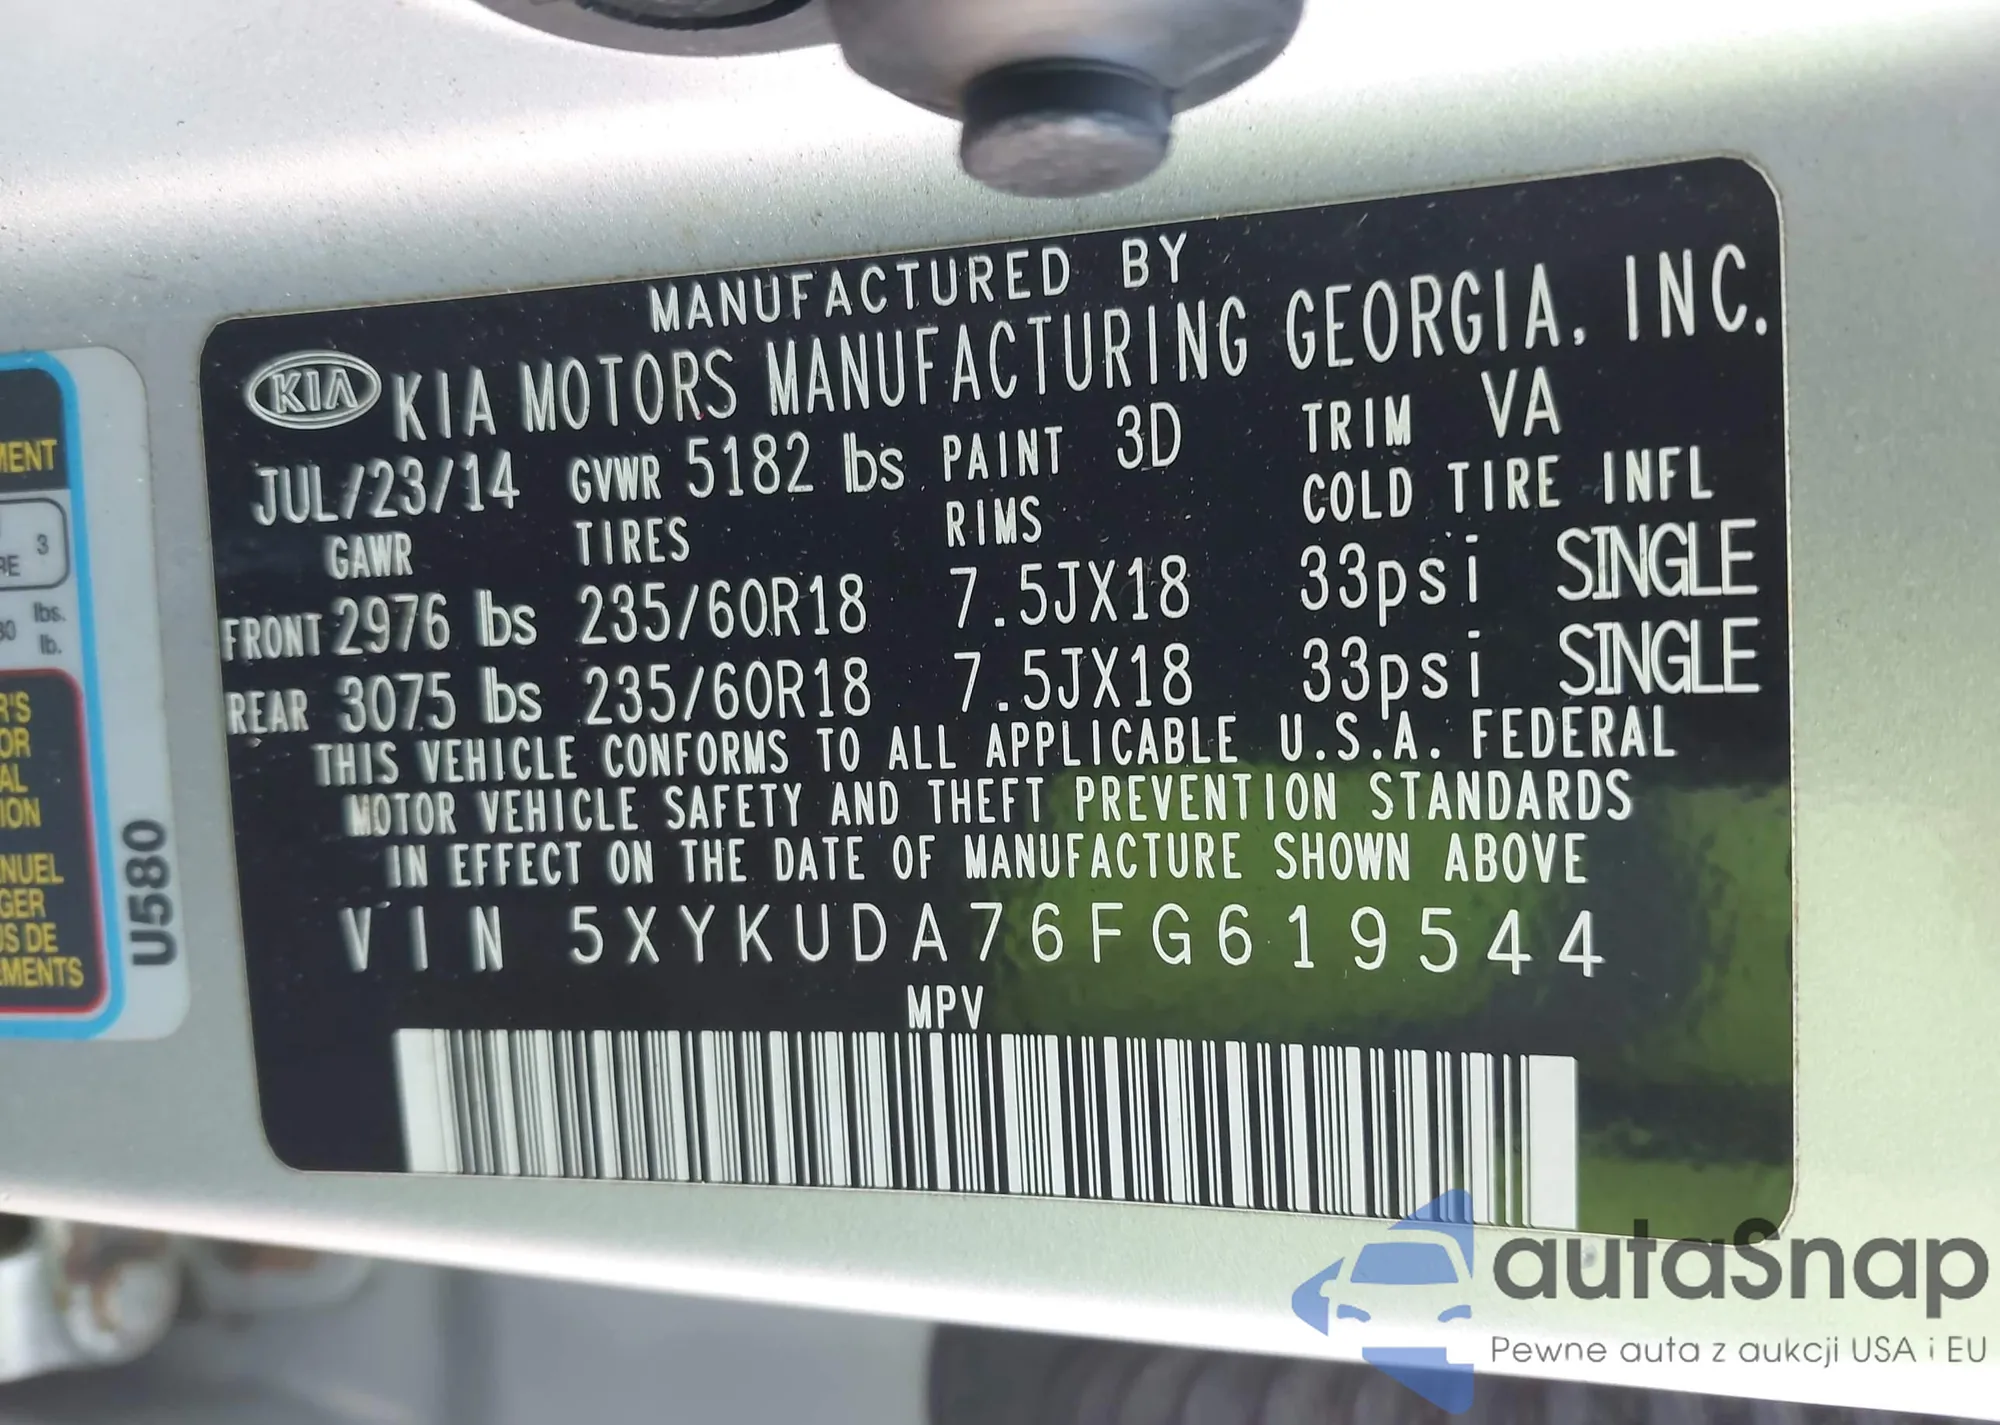 MANUFACTURED BY
KIA KIA MOTORS MANUFACTURING GEORGIA, INC.
JUL/23/14 GVWR 5182 lbs PAINT 3D TRIM VA
GAWR TIRES RIMS COLD TIRE INFL
FRONT 2976 lbs 235/60R18 7.5JX18 33psi SINGLE
REAR 3075 lbs 235/60R18 7.5JX18 33psi SINGLE
THIS VEHICLE CONFORMS TO ALL APPLICABLE U.S.A. FEDERAL
MOTOR VEHICLE SAFETY AND THEFT PREVENTION STANDARDS
IN EFFECT ON THE DATE OF MANUFACTURE SHOWN ABOVE
VIN 5XYKUDA76FG619544
MPV
3
lbs.
lb.
U580
autaSnap
Pewne auta z aukcji USA i EU